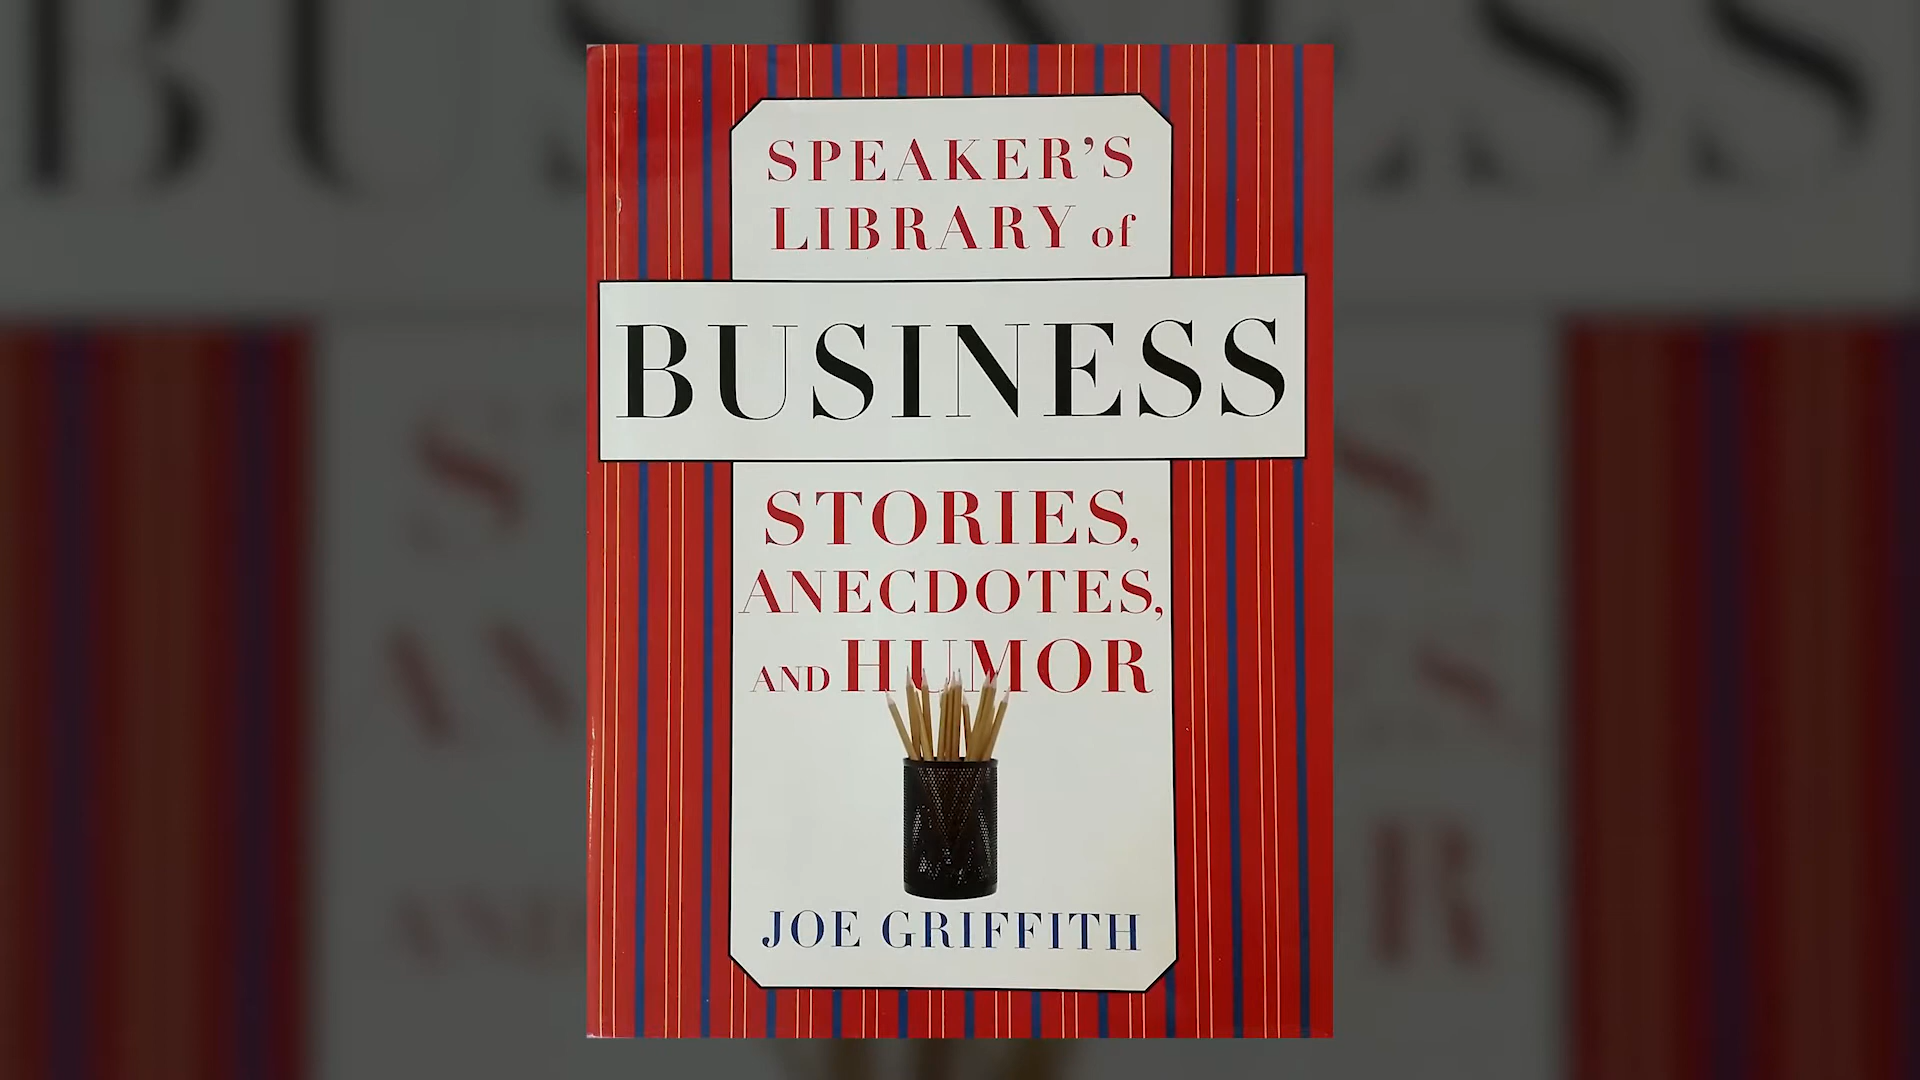 SPEAKER'S
LIBRARY of
BUSINESS
STORIES,
ANECDOTES,
AND HUMOR
JOE GRIFFITH